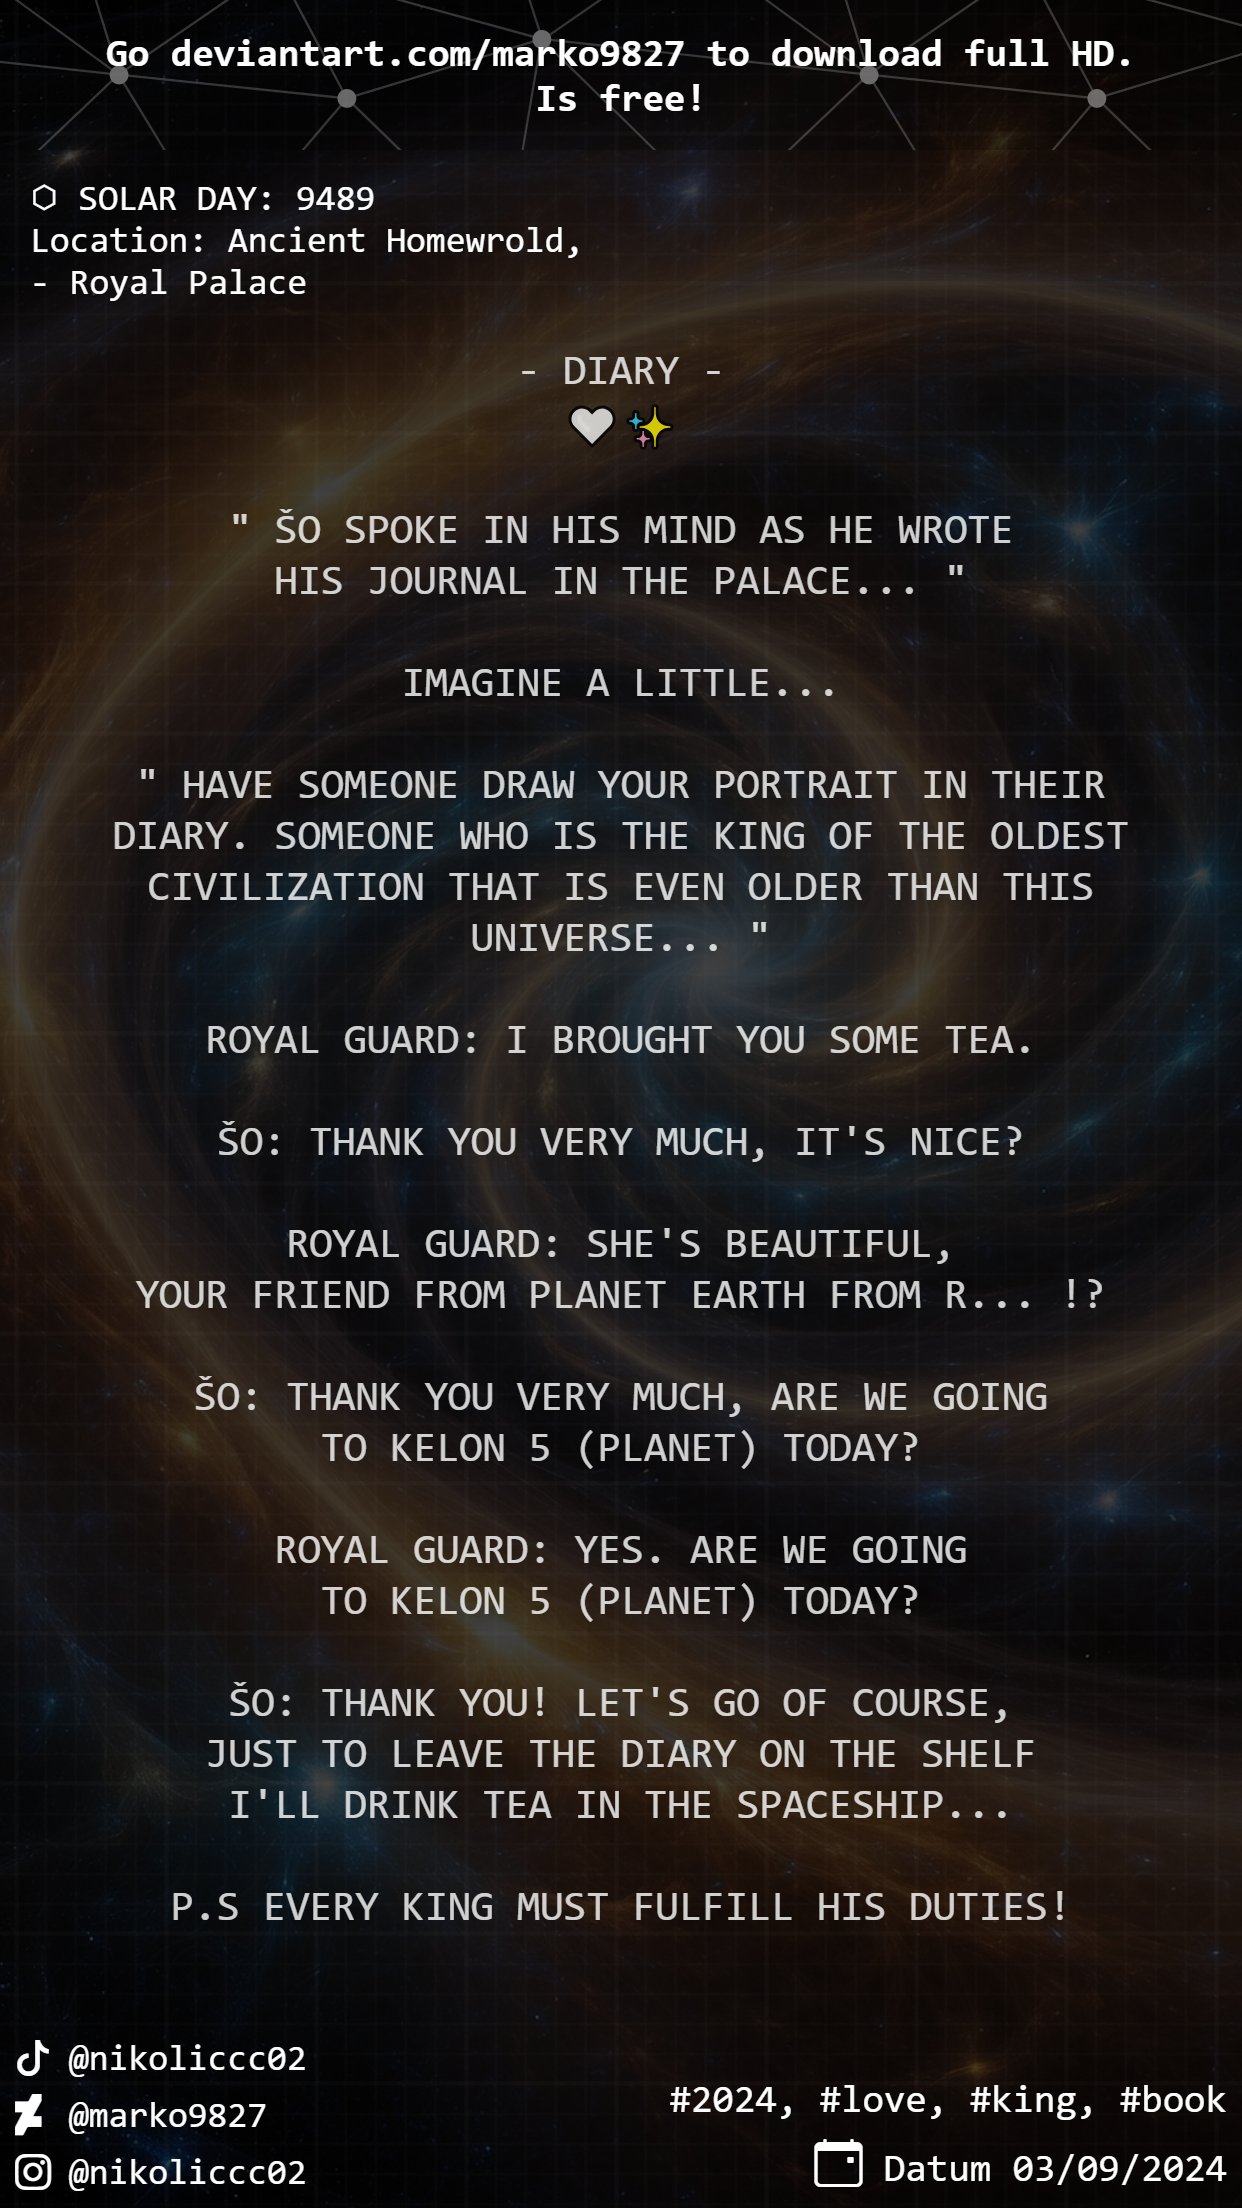 Go deviantart.com/marko9827 to download full HD.
Is free!
⬡ SOLAR DAY: 9489
Location: Ancient Homewrold,
- Royal Palace
- DIARY -
🤍✨
" ŠO SPOKE IN HIS MIND AS HE WROTE
HIS JOURNAL IN THE PALACE... "
IMAGINE A LITTLE...
" HAVE SOMEONE DRAW YOUR PORTRAIT IN THEIR
DIARY. SOMEONE WHO IS THE KING OF THE OLDEST
CIVILIZATION THAT IS EVEN OLDER THAN THIS
UNIVERSE... "
ROYAL GUARD: I BROUGHT YOU SOME TEA.
ŠO: THANK YOU VERY MUCH, IT'S NICE?
ROYAL GUARD: SHE'S BEAUTIFUL,
YOUR FRIEND FROM PLANET EARTH FROM R... !?
ŠO: THANK YOU VERY MUCH, ARE WE GOING
TO KELON 5 (PLANET) TODAY?
ROYAL GUARD: YES. ARE WE GOING
TO KELON 5 (PLANET) TODAY?
ŠO: THANK YOU! LET'S GO OF COURSE,
JUST TO LEAVE THE DIARY ON THE SHELF
I'LL DRINK TEA IN THE SPACESHIP...
P.S EVERY KING MUST FULFILL HIS DUTIES!
@nikoliccc02
@marko9827
@nikoliccc02
#2024, #love, #king, #book
Datum 03/09/2024